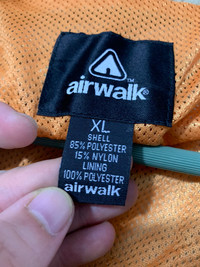 airwalk®
XL
SHELL
85% POLYESTER
15% NYLON
LINING
100% POLYESTER
airwalk